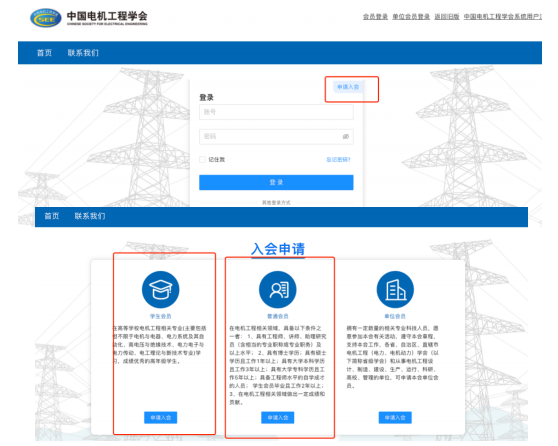 中国电机工程学会
CHINESE SOCIETY FOR ELECTRICAL ENGINEERING
会员登录 单位会员登录 返回旧版 中国电机工程学会系统用户
首页 联系我们
申请入会
登录
账号
密码
记住我 忘记密码?
登录
其他登录方式
首页 联系我们
入会申请
学生会员
在高等学校电机工程相关专业(主要包括
但不限于电机与电器、电力系统及其自
动化、高电压与绝缘技术、电力电子与
电力传动、电工理论与新技术专业)学
习，成绩优秀的高年级学生。
申请入会
普通会员
在电机工程相关领域，具备以下条件之
一者： 1、具有工程师、讲师、助理研究
员（含相当的专业职称或专业职务）及
以上水平； 2、具有博士学历；具有硕士
学历且工作1年以上；具有大学本科学历
且工作3年以上；具有大学专科学历且工
作5年以上；具备工程师水平的自学成才
的人员； 学生会员毕业且工作2年以上；
3、在电机工程相关领域做出一定成绩和
贡献。
申请入会
单位会员
拥有一定数量的相关专业科技人员，愿
意参加本会有关活动，遵守本会章程，
支持本会工作，各省、自治区、直辖市
电机工程（电力、电机动力）学会（以
下简称省级学会）和从事电机工程设
计、制造、建设、生产、运行、科研、
高校、管理的单位，可申请本会单位会
员。
申请入会